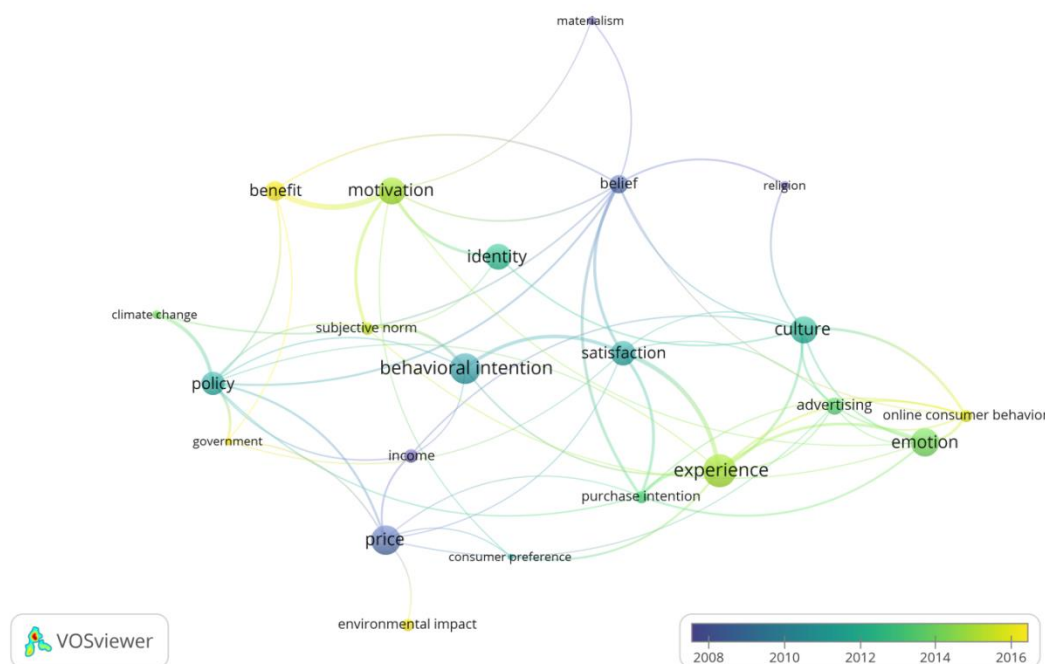 materialism
benefit
motivation
belief
religion
identity
climate change
subjective norm
culture
satisfaction
behavioral intention
policy
advertising
online consumer behavior
government
emotion
income
experience
purchase intention
price
consumer preference
environmental impact
VOSviewer
2008 2010 2012 2014 2016